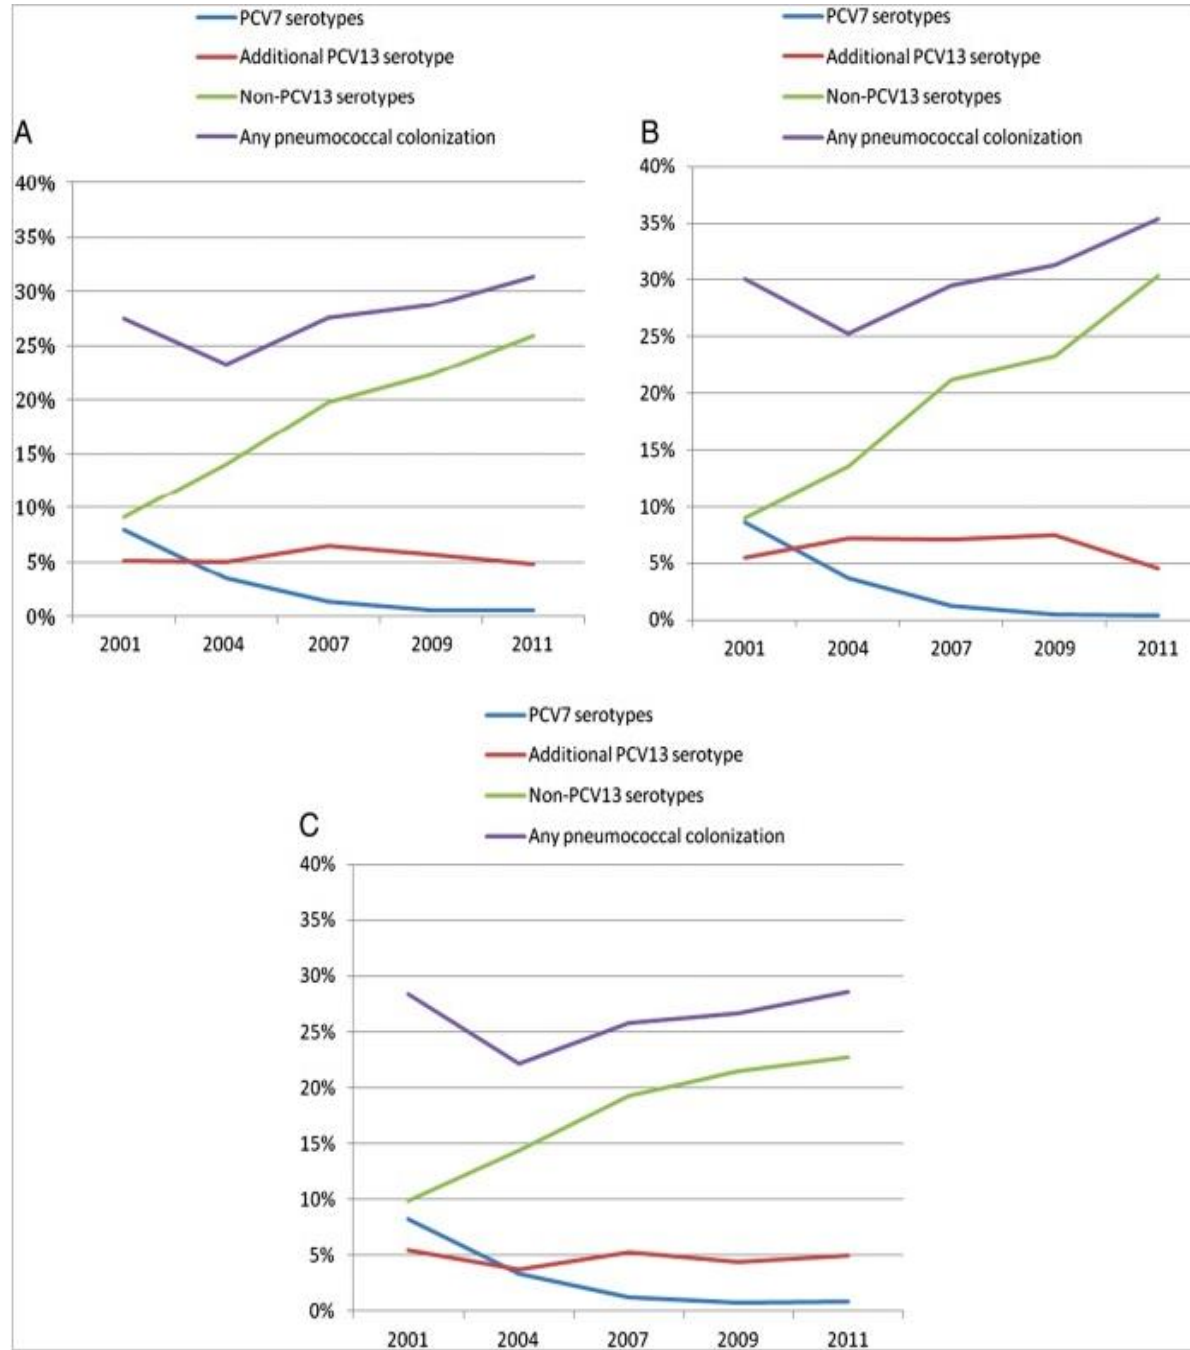 PCV7 serotypes
Additional PCV13 serotype
Non-PCV13 serotypes
Any pneumococcal colonization
A
40%
35%
30%
25%
20%
15%
10%
5%
0%
2001 2004 2007 2009 2011
PCV7 serotypes
Additional PCV13 serotype
Non-PCV13 serotypes
Any pneumococcal colonization
B
40%
35%
30%
25%
20%
15%
10%
5%
0%
2001 2004 2007 2009 2011
PCV7 serotypes
Additional PCV13 serotype
Non-PCV13 serotypes
Any pneumococcal colonization
C
40%
35%
30%
25%
20%
15%
10%
5%
0%
2001 2004 2007 2009 2011